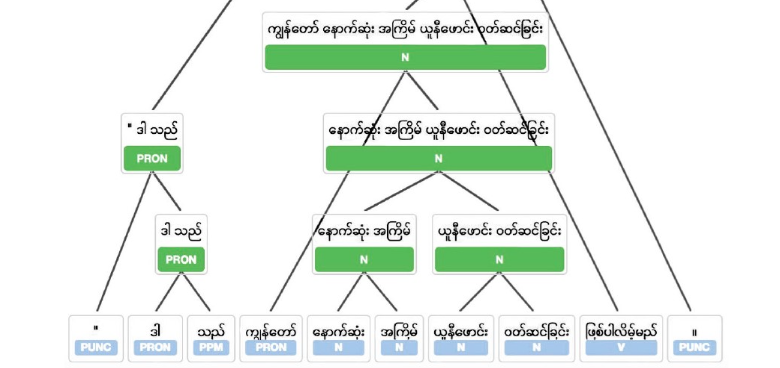 ကျွန်တော် နောက်ဆုံး အကြိမ် ယူနီဖောင်း ဝတ်ဆင်ခြင်း
N
" ဒါ သည်
PRON
နောက်ဆုံး အကြိမ် ယူနီဖောင်း ဝတ်ဆင်ခြင်း
N
ဒါ သည်
PRON
နောက်ဆုံး အကြိမ်
N
ယူနီဖောင်း ဝတ်ဆင်ခြင်း
N
" ဒါ သည် ကျွန်တော် နောက်ဆုံး အကြိမ် ယူနီဖောင်း ဝတ်ဆင်ခြင်း ဖြစ်ပါလိမ့်မည် ။
PUNC PRON PPM PRON N N N N V PUNC